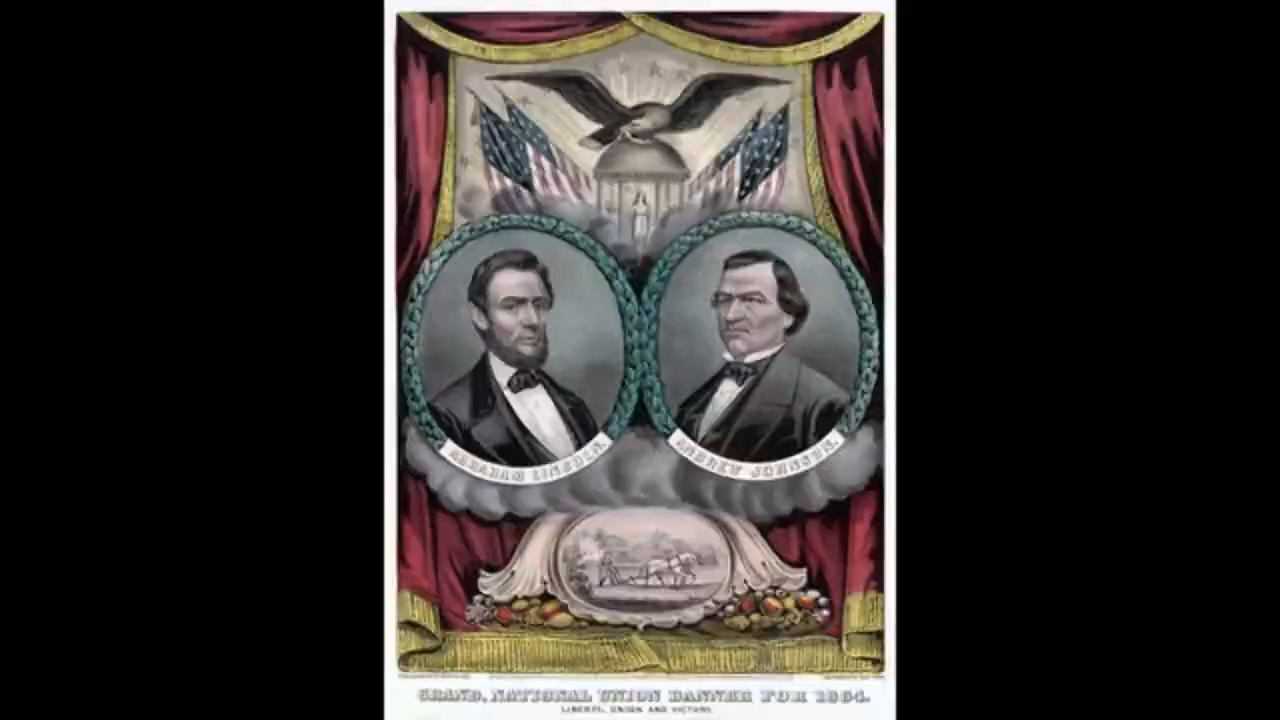 ABRAHAM LINCOLN.
ANDREW JOHNSON.
GRAND, NATIONAL UNION BANNER FOR 1864.
LIBERTY, UNION AND VICTORY.